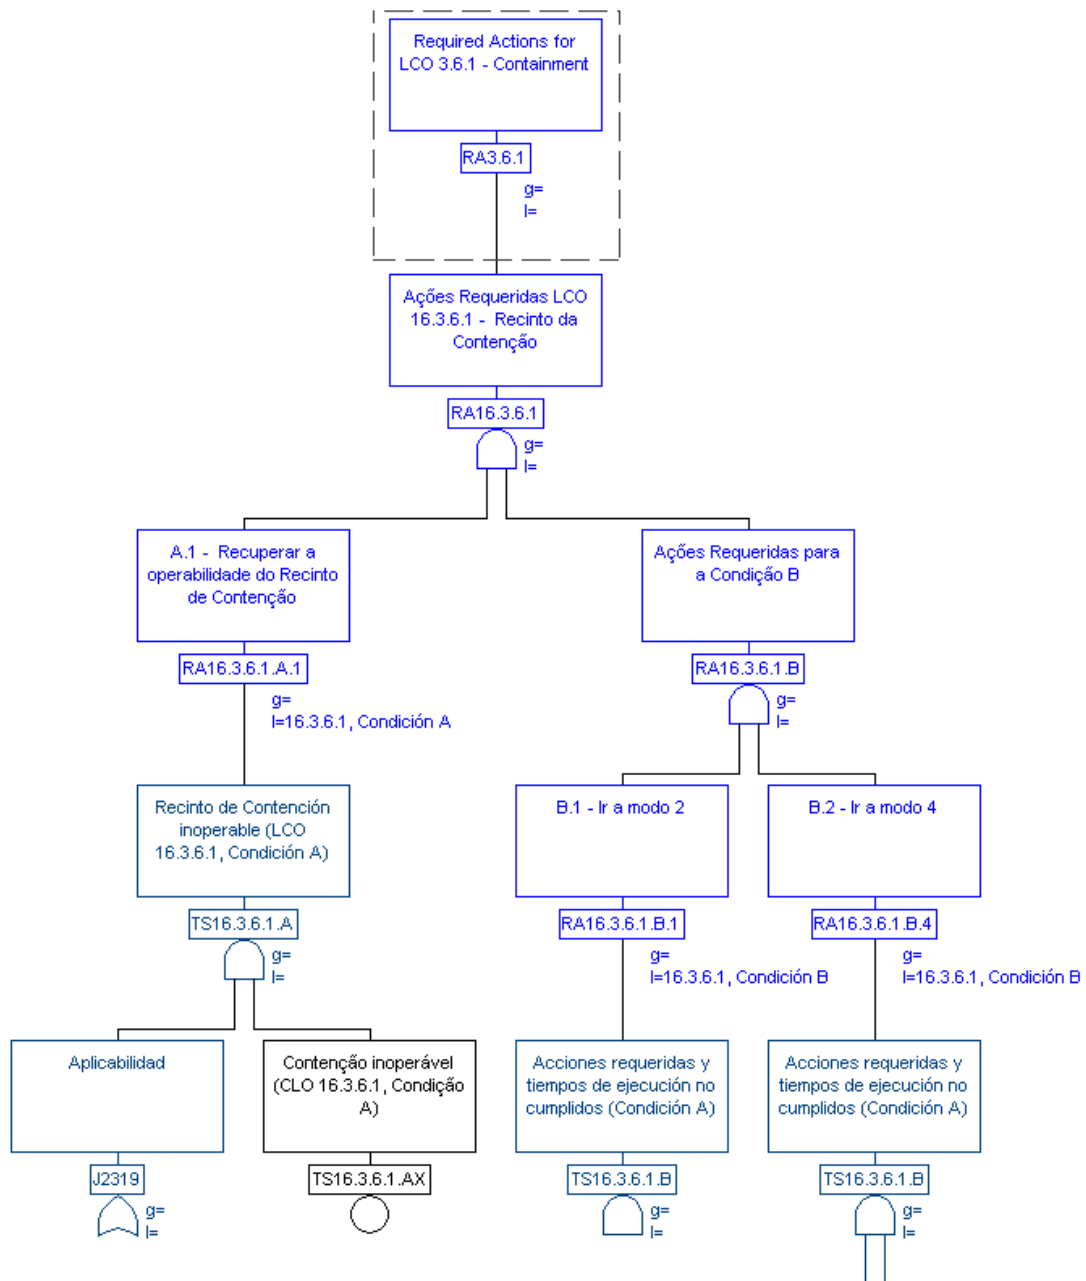 Required Actions for
LCO 3.6.1 - Containment
RA3.6.1
g=
l=
Ações Requeridas LCO
16.3.6.1 - Recinto da
Contenção
RA16.3.6.1
g=
l=
A.1 - Recuperar a
operabilidade do Recinto
de Contenção
RA16.3.6.1.A.1
g=
l=16.3.6.1, Condición A
Ações Requeridas para
a Condição B
RA16.3.6.1.B
g=
l=
Recinto de Contención
inoperable (LCO
16.3.6.1, Condición A)
TS16.3.6.1.A
g=
l=
B.1 - Ir a modo 2
RA16.3.6.1.B.1
g=
l=16.3.6.1, Condición B
B.2 - Ir a modo 4
RA16.3.6.1.B.4
g=
l=16.3.6.1, Condición B
Aplicabilidad
J2319
g=
l=
Contenção inoperável
(CLO 16.3.6.1, Condição
A)
TS16.3.6.1.AX
Acciones requeridas y
tiempos de ejecución no
cumplidos (Condición A)
TS16.3.6.1.B
g=
l=
Acciones requeridas y
tiempos de ejecución no
cumplidos (Condición A)
TS16.3.6.1.B
g=
l=